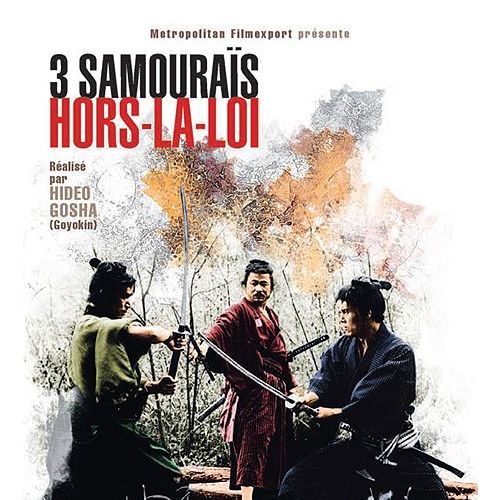 Metropolitan Filmexport présente
3 SAMOURAÏS
HORS-LA-LOI
Réalisé
par
HIDEO
GOSHA
(Goyokin)